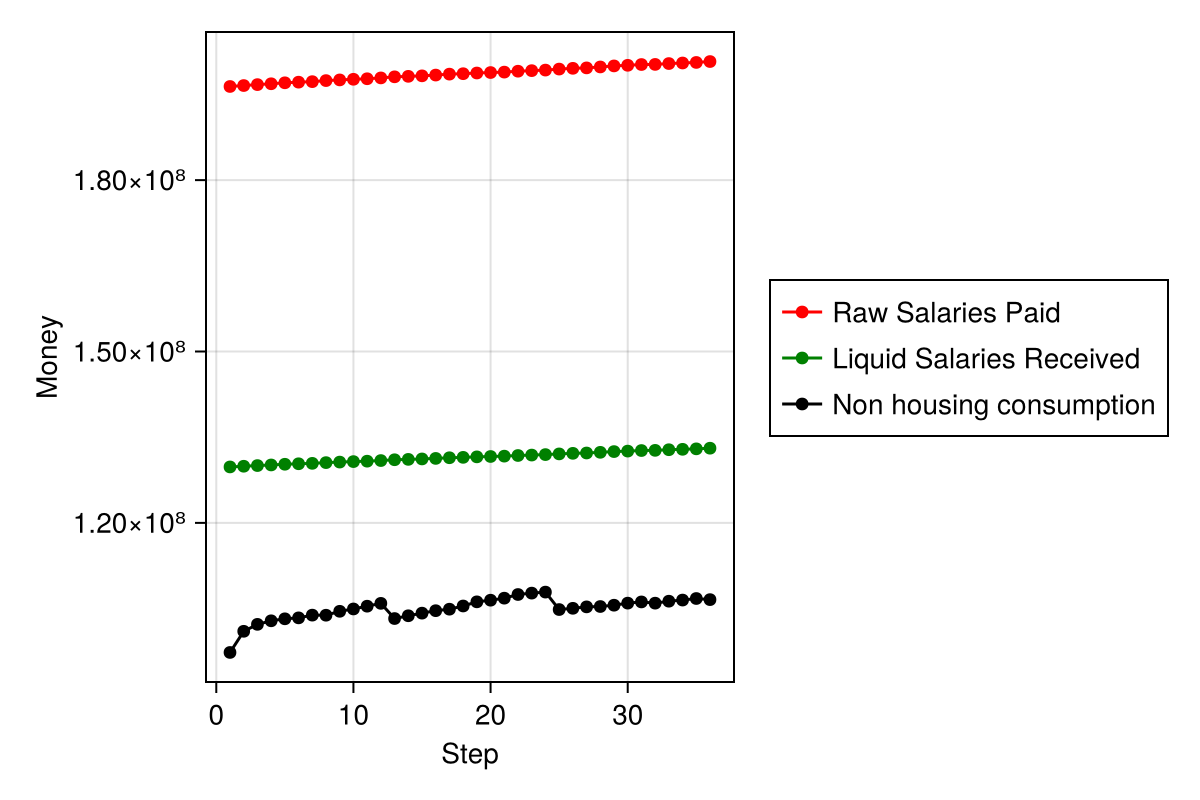 1.80×10⁸
1.50×10⁸
1.20×10⁸
Money
0 10 20 30
Step
Raw Salaries Paid
Liquid Salaries Received
Non housing consumption